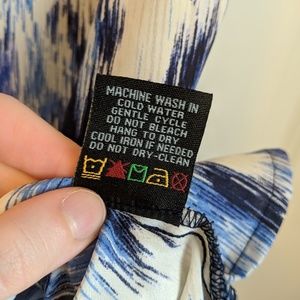 MACHINE WASH IN
COLD WATER
GENTLE CYCLE
DO NOT BLEACH
HANG TO DRY
COOL IRON IF NEEDED
DO NOT DRY-CLEAN